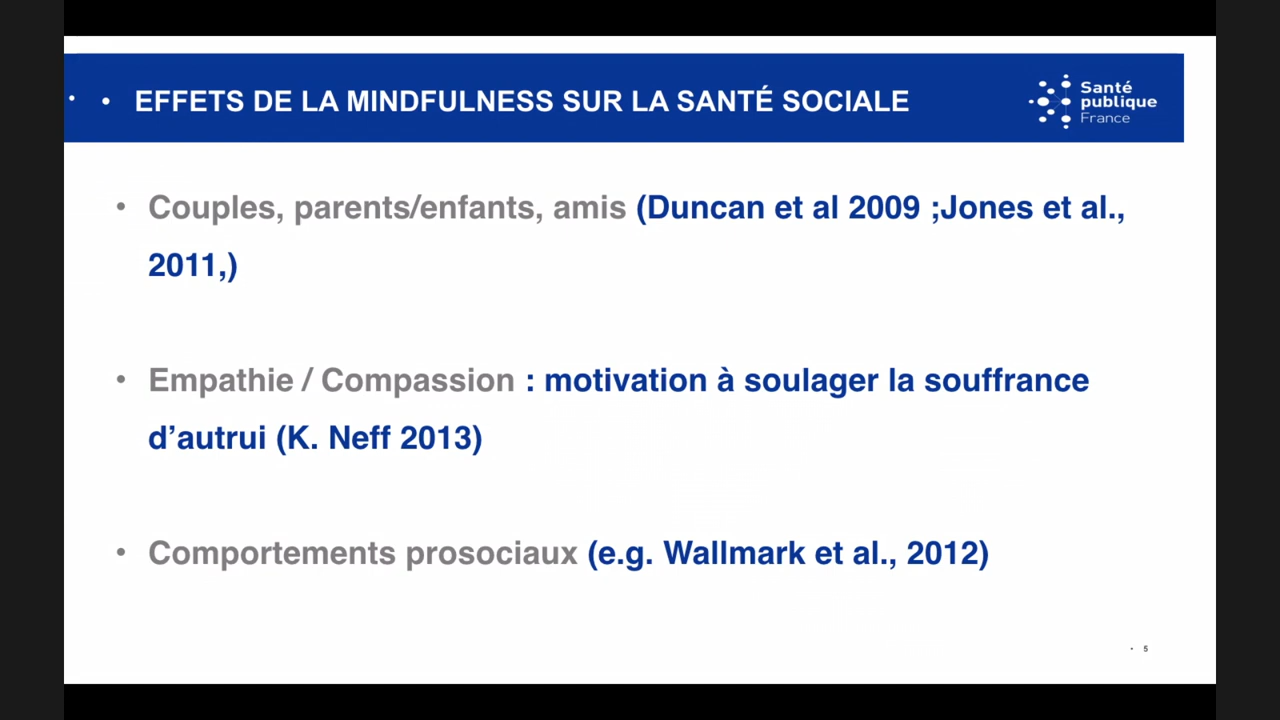 • • EFFETS DE LA MINDFULNESS SUR LA SANTÉ SOCIALE
Santé
publique
France
• Couples, parents/enfants, amis (Duncan et al 2009 ;Jones et al.,
2011,)
• Empathie / Compassion : motivation à soulager la souffrance
d’autrui (K. Neff 2013)
• Comportements prosociaux (e.g. Wallmark et al., 2012)
• 5